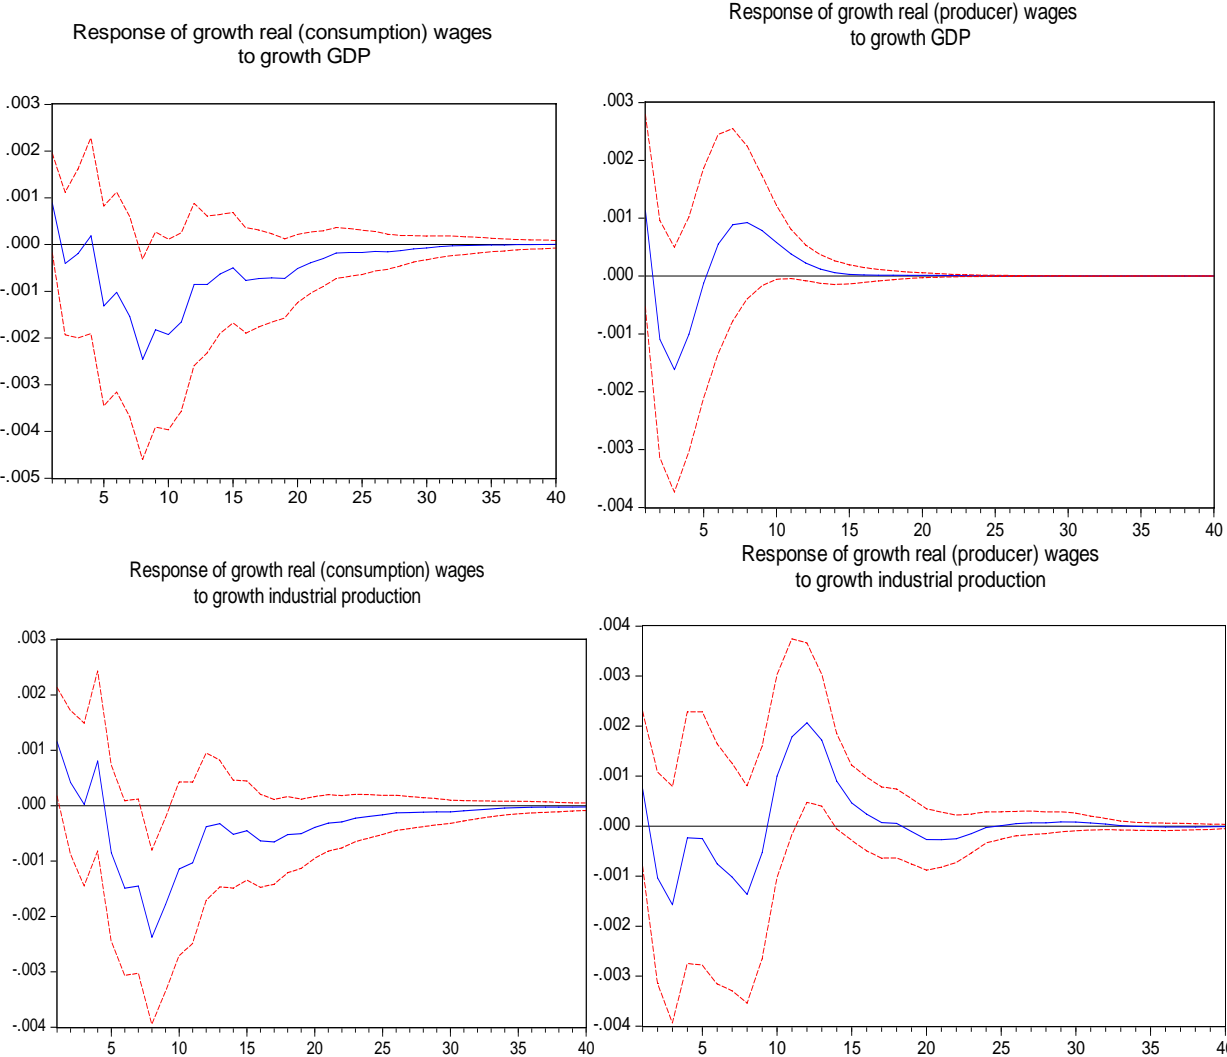 Response of growth real (consumption) wages
to growth GDP
.003
.002
.001
.000
-.001
-.002
-.003
-.004
-.005
5 10 15 20 25 30 35 40
Response of growth real (producer) wages
to growth GDP
.003
.002
.001
.000
-.001
-.002
-.003
-.004
5 10 15 20 25 30 35 40
Response of growth real (consumption) wages
to growth industrial production
.003
.002
.001
.000
-.001
-.002
-.003
-.004
5 10 15 20 25 30 35 40
Response of growth real (producer) wages
to growth industrial production
.004
.003
.002
.001
.000
-.001
-.002
-.003
-.004
5 10 15 20 25 30 35 40